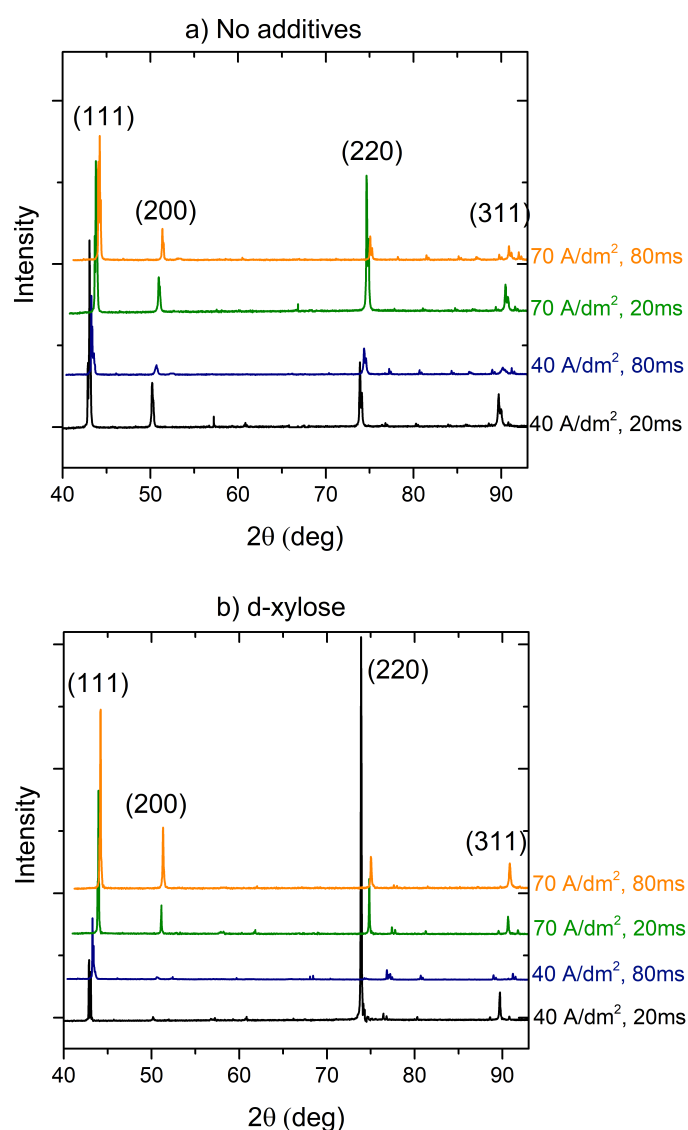 a) No additives
(111)
(220)
(200)
(311)
70 A/dm², 80ms
70 A/dm², 20ms
40 A/dm², 80ms
40 A/dm², 20ms
Intensity
40 50 60 70 80 90
2θ (deg)
b) d-xylose
(220)
(111)
(200)
(311)
70 A/dm², 80ms
70 A/dm², 20ms
40 A/dm², 80ms
40 A/dm², 20ms
Intensity
40 50 60 70 80 90
2θ (deg)